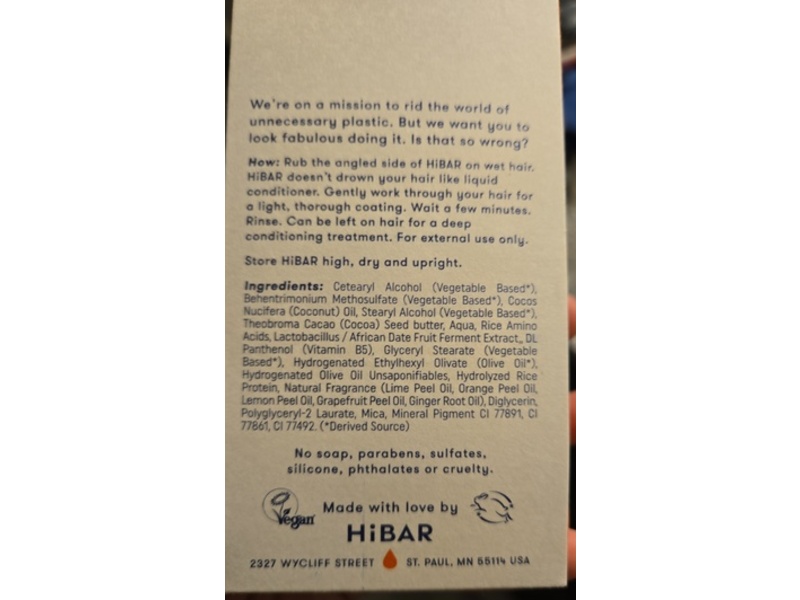 We're on a mission to rid the world of
unnecessary plastic. But we want you to
look fabulous doing it. Is that so wrong?
How: Rub the angled side of HiBAR on wet hair.
HiBAR doesn't drown your hair like liquid
conditioner. Gently work through your hair for
a light, thorough coating. Wait a few minutes.
Rinse. Can be left on hair for a deep
conditioning treatment. For external use only.
Store HiBAR high, dry and upright.
Ingredients: Cetearyl Alcohol (Vegetable Based*),
Behentrimonium Methosulfate (Vegetable Based*), Cocos
Nucifera (Coconut) Oil, Stearyl Alcohol (Vegetable Based*),
Theobroma Cacao (Cocoa) Seed butter, Aqua, Rice Amino
Acids, Lactobacillus / African Date Fruit Ferment Extract,, DL
Panthenol (Vitamin B5), Glyceryl Stearate (Vegetable
Based*), Hydrogenated Ethylhexyl Olivate (Olive Oil*),
Hydrogenated Olive Oil Unsaponifiables, Hydrolyzed Rice
Protein, Natural Fragrance (Lime Peel Oil, Orange Peel Oil,
Lemon Peel Oil, Grapefruit Peel Oil, Ginger Root Oil), Diglycerin,
Polyglyceryl-2 Laurate, Mica, Mineral Pigment CI 77891, CI
77861, CI 77492. (*Derived Source)
No soap, parabens, sulfates,
silicone, phthalates or cruelty.
Vegan Made with love by
HiBAR
2327 WYCLIFF STREET ST. PAUL, MN 55114 USA